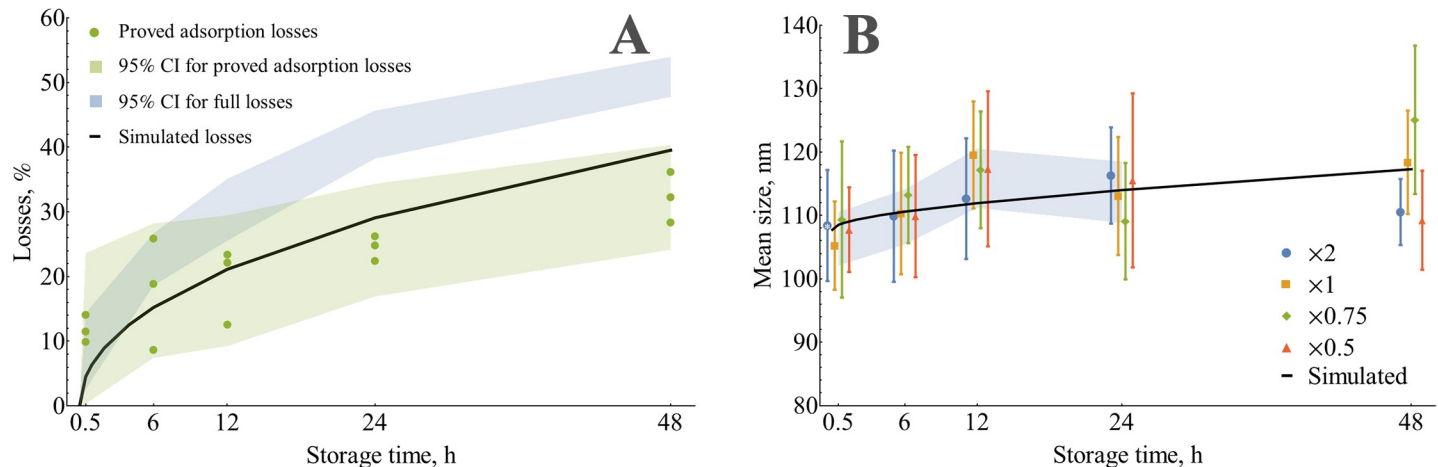 A
60
50
40
30
20
10
0
Losses, %
Proved adsorption losses
95% CI for proved adsorption losses
95% CI for full losses
Simulated losses
0.5 6 12 24 48
Storage time, h
B
140
130
120
110
100
90
80
Mean size, nm
×2
×1
×0.75
×0.5
Simulated
0.5 6 12 24 48
Storage time, h